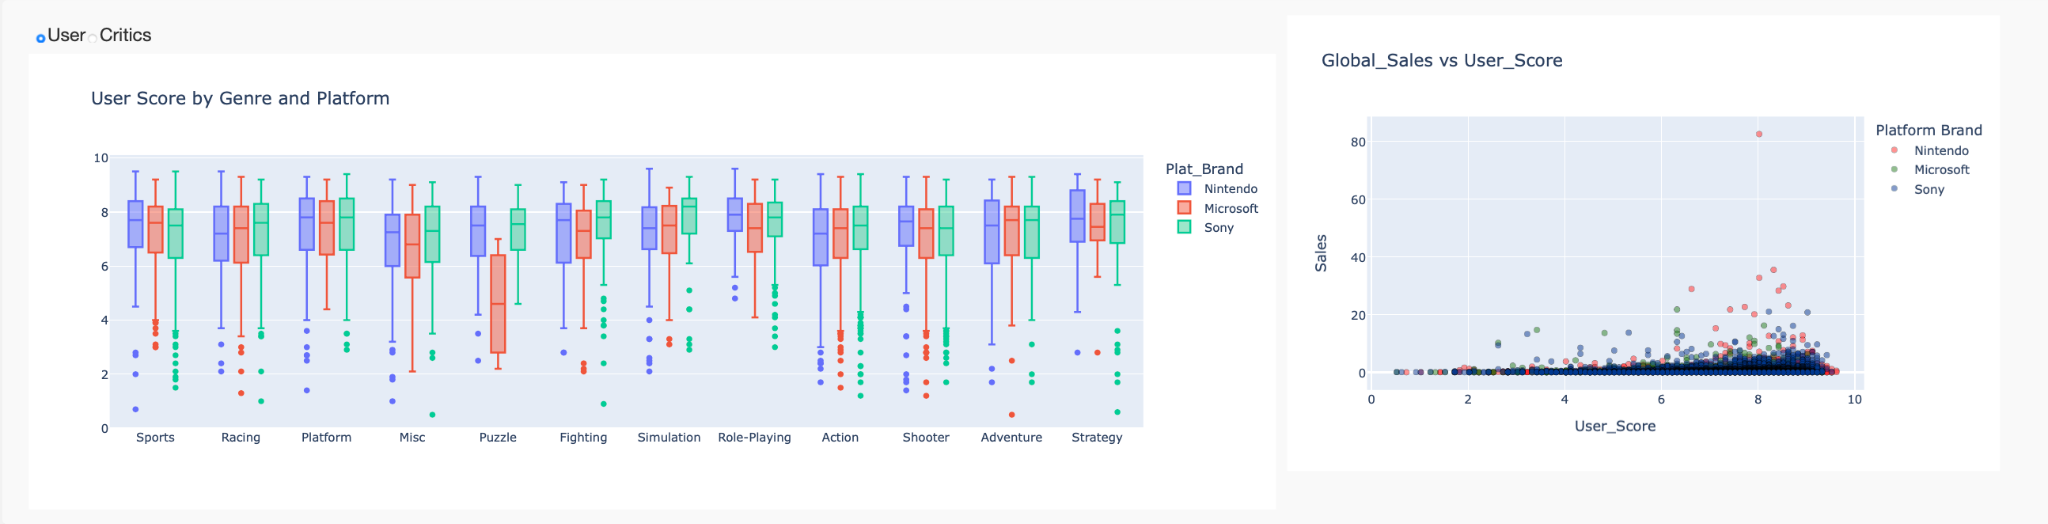 User Critics
User Score by Genre and Platform
10
8
6
4
2
0
Sports Racing Platform Misc Puzzle Fighting Simulation Role-Playing Action Shooter Adventure Strategy
Plat_Brand
Nintendo
Microsoft
Sony
Global_Sales vs User_Score
Sales
80
60
40
20
0
0 2 4 6 8 10
User_Score
Platform Brand
Nintendo
Microsoft
Sony